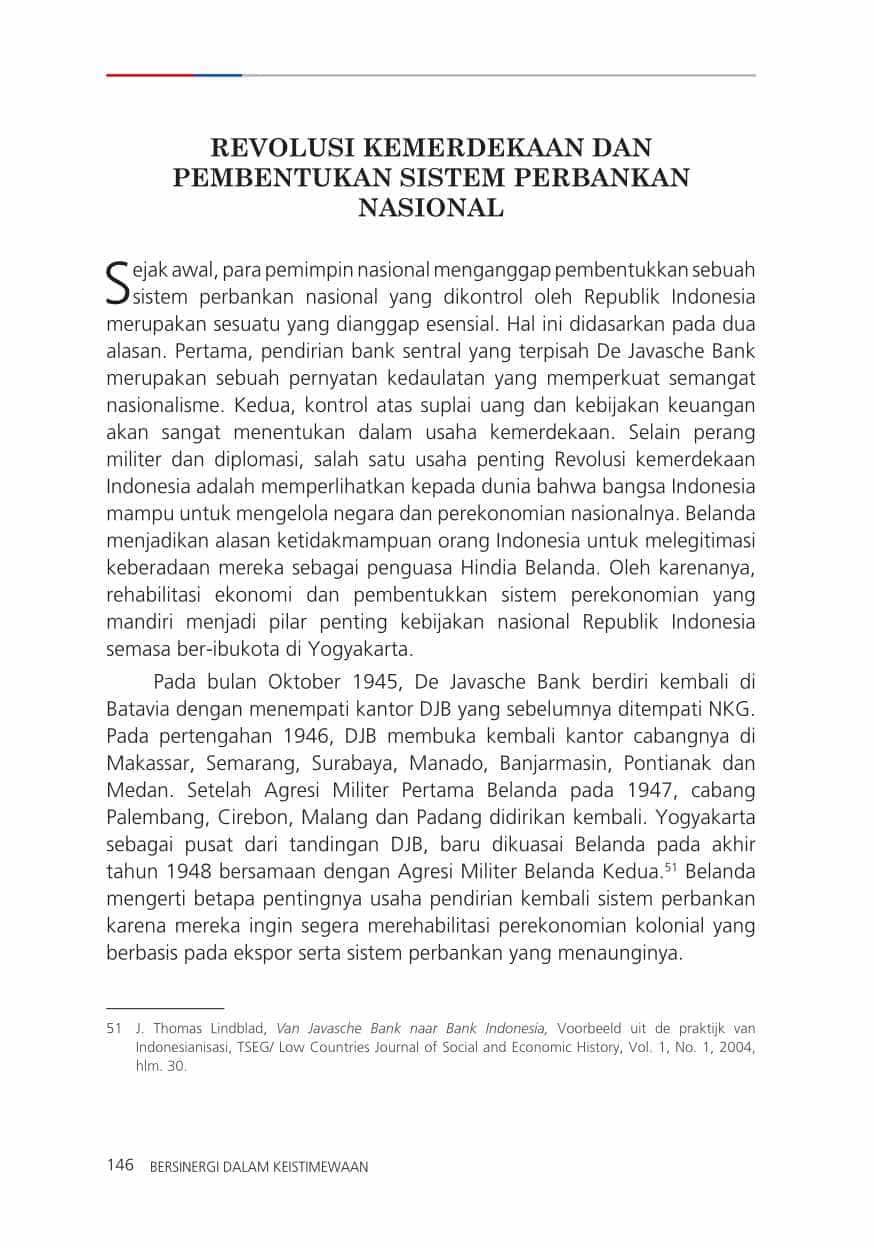 REVOLUSI KEMERDEKAAN DAN
PEMBENTUKAN SISTEM PERBANKAN
NASIONAL
Sejak awal, para pemimpin nasional menganggap pembentukkan sebuah
sistem perbankan nasional yang dikontrol oleh Republik Indonesia
merupakan sesuatu yang dianggap esensial. Hal ini didasarkan pada dua
alasan. Pertama, pendirian bank sentral yang terpisah De Javasche Bank
merupakan sebuah pernyatan kedaulatan yang memperkuat semangat
nasionalisme. Kedua, kontrol atas suplai uang dan kebijakan keuangan
akan sangat menentukan dalam usaha kemerdekaan. Selain perang
militer dan diplomasi, salah satu usaha penting Revolusi kemerdekaan
Indonesia adalah memperlihatkan kepada dunia bahwa bangsa Indonesia
mampu untuk mengelola negara dan perekonomian nasionalnya. Belanda
menjadikan alasan ketidakmampuan orang Indonesia untuk melegitimasi
keberadaan mereka sebagai penguasa Hindia Belanda. Oleh karenanya,
rehabilitasi ekonomi dan pembentukkan sistem perekonomian yang
mandiri menjadi pilar penting kebijakan nasional Republik Indonesia
semasa ber-ibukota di Yogyakarta.
Pada bulan Oktober 1945, De Javasche Bank berdiri kembali di
Batavia dengan menempati kantor DJB yang sebelumnya ditempati NKG.
Pada pertengahan 1946, DJB membuka kembali kantor cabangnya di
Makassar, Semarang, Surabaya, Manado, Banjarmasin, Pontianak dan
Medan. Setelah Agresi Militer Pertama Belanda pada 1947, cabang
Palembang, Cirebon, Malang dan Padang didirikan kembali. Yogyakarta
sebagai pusat dari tandingan DJB, baru dikuasai Belanda pada akhir
tahun 1948 bersamaan dengan Agresi Militer Belanda Kedua.51 Belanda
mengerti betapa pentingnya usaha pendirian kembali sistem perbankan
karena mereka ingin segera merehabilitasi perekonomian kolonial yang
berbasis pada ekspor serta sistem perbankan yang menaunginya.
51 J. Thomas Lindblad, Van Javasche Bank naar Bank Indonesia, Voorbeeld uit de praktijk van
Indonesianisasi, TSEG/ Low Countries Journal of Social and Economic History, Vol. 1, No. 1, 2004,
hlm. 30.
146 BERSINERGI DALAM KEISTIMEWAAN